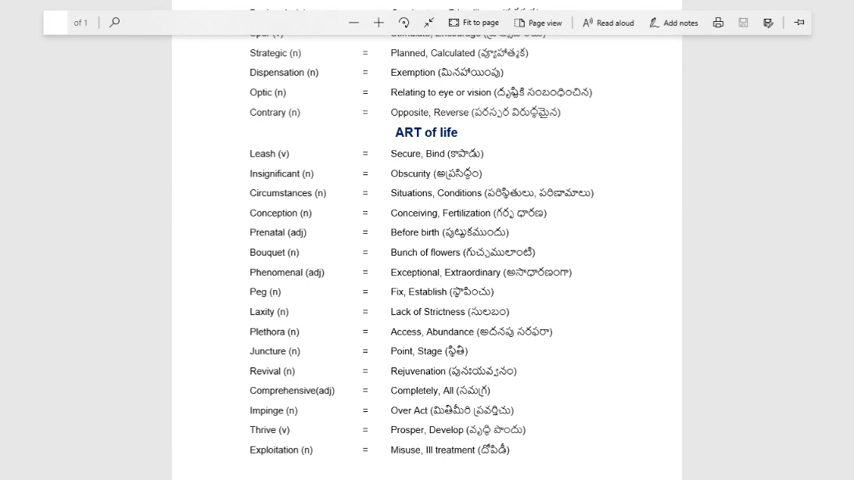 of 1 Fit to page Page view Read aloud Add notes
Strategic (n) = Planned, Calculated (వ్యూహాత్మక)
Dispensation (n) = Exemption (మినహాయింపు)
Optic (n) = Relating to eye or vision (దృష్టికి సంబంధించిన)
Contrary (n) = Opposite, Reverse (పరస్పర విరుద్ధమైన)
ART of life
Leash (v) = Secure, Bind (కాపాడు)
Insignificant (n) = Obscurity (అప్రసిద్ధం)
Circumstances (n) = Situations, Conditions (పరిస్థితులు, పరిణామాలు)
Conception (n) = Conceiving, Fertilization (గర్భ ధారణ)
Prenatal (adj) = Before birth (పుట్టుకముందు)
Bouquet (n) = Bunch of flowers (గుచ్ఛములాంటి)
Phenomenal (adj) = Exceptional, Extraordinary (అసాధారణంగా)
Peg (n) = Fix, Establish (స్థాపించు)
Laxity (n) = Lack of Strictness (సులబం)
Plethora (n) = Access, Abundance (అదనపు సరఫరా)
Juncture (n) = Point, Stage (స్థితి)
Revival (n) = Rejuvenation (పునఃయవ్వనం)
Comprehensive(adj) = Completely, All (సమగ్ర)
Impinge (n) = Over Act (మితిమీరి ప్రవర్తించు)
Thrive (v) = Prosper, Develop (వృద్ధి పొందు)
Exploitation (n) = Misuse, Ill treatment (దోపిడీ)